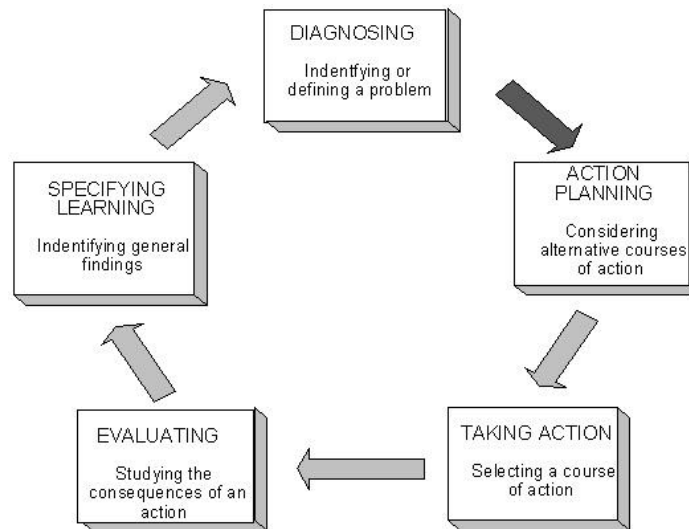 DIAGNOSING
Indentfying or
defining a problem
ACTION
PLANNING
Considering
alternative courses
of action
TAKING ACTION
Selecting a course
of action
EVALUATING
Studying the
consequences of an
action
SPECIFYING
LEARNING
Indentifying general
findings